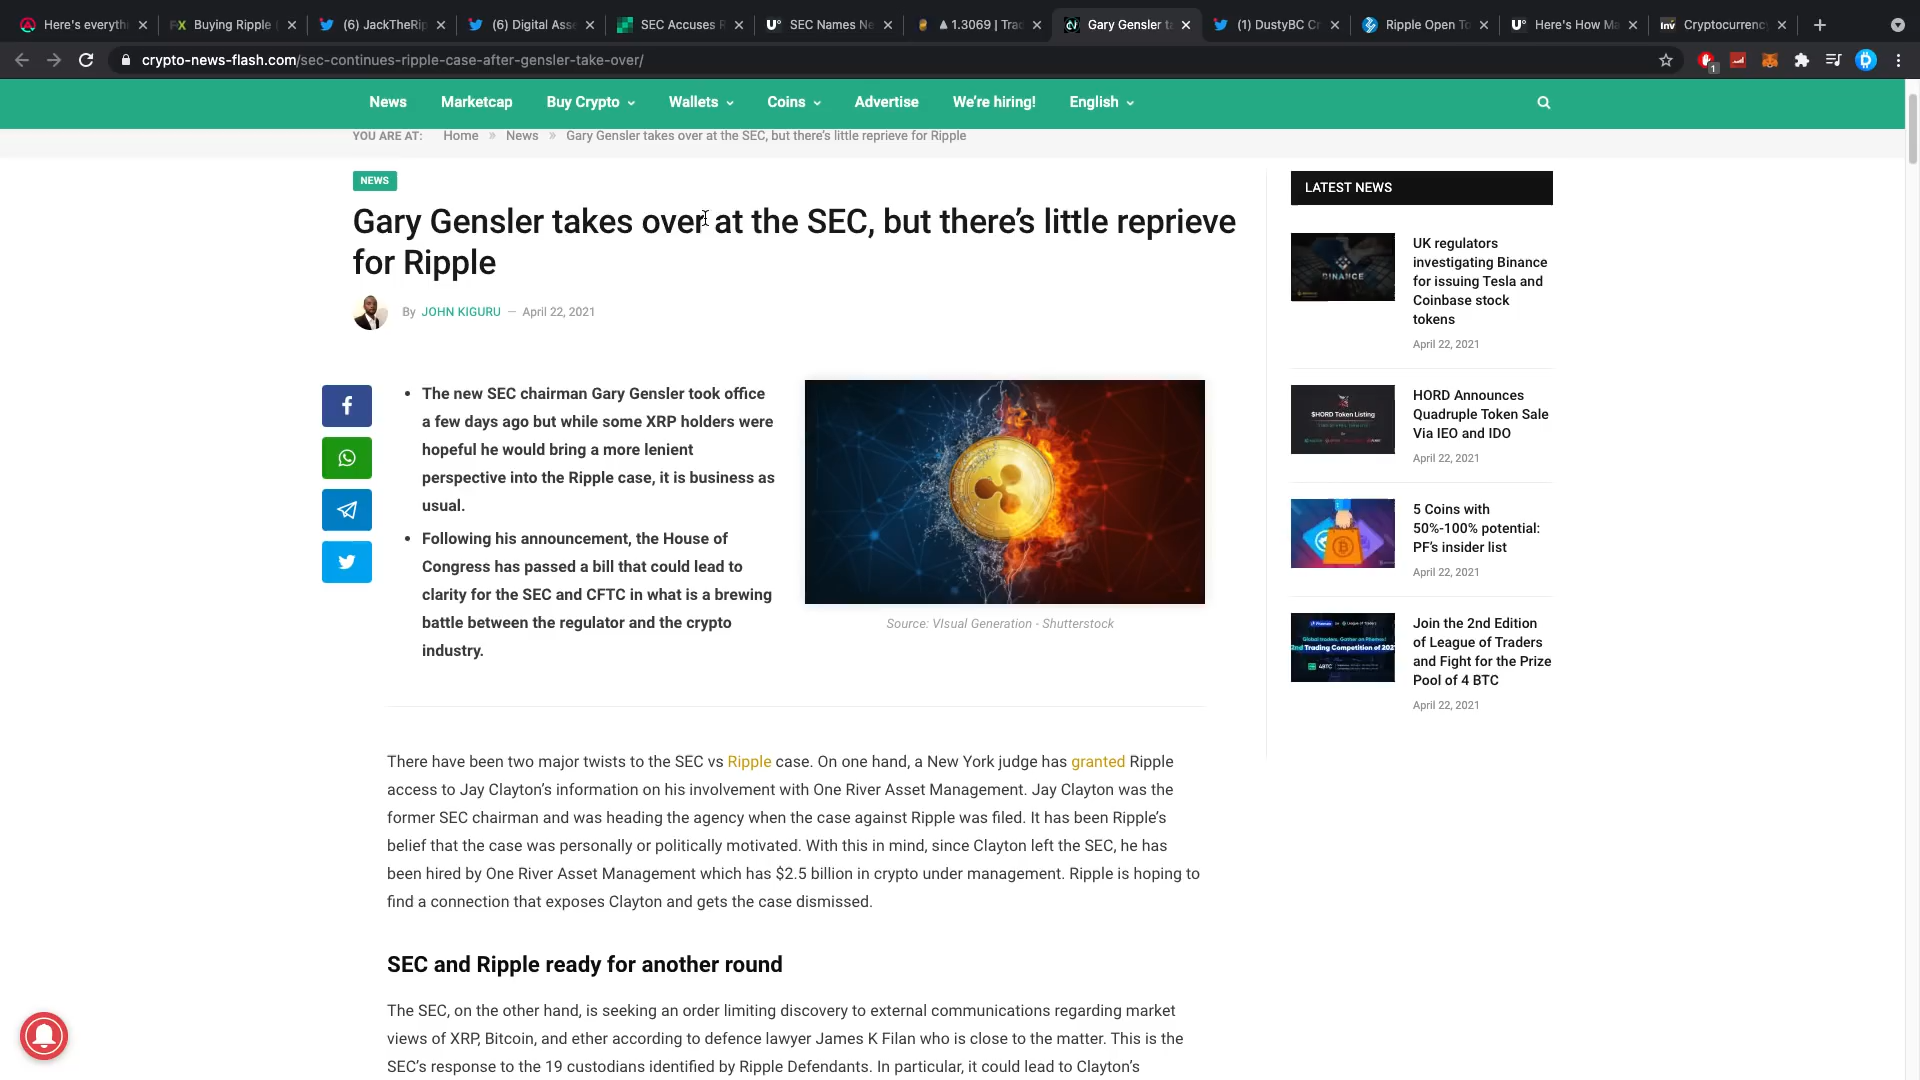 Here's everythi
Buying Ripple (
(6) JackTheRip
(6) Digital Asse
SEC Accuses R
SEC Names Ne
1.3069 | Trad
Gary Gensler ta
(1) DustyBC Cr
Ripple Open To
Here's How Ma
Cryptocurrency
crypto-news-flash.com/sec-continues-ripple-case-after-gensler-take-over/
News
Marketcap
Buy Crypto
Wallets
Coins
Advertise
We're hiring!
English
YOU ARE AT:
Home » News » Gary Gensler takes over at the SEC, but there's little reprieve for Ripple
NEWS
Gary Gensler takes over at the SEC, but there's little reprieve
for Ripple
By JOHN KIGURU — April 22, 2021
• The new SEC chairman Gary Gensler took office
a few days ago but while some XRP holders were
hopeful he would bring a more lenient
perspective into the Ripple case, it is business as
usual.
• Following his announcement, the House of
Congress has passed a bill that could lead to
clarity for the SEC and CFTC in what is a brewing
battle between the regulator and the crypto
industry.
Source: VIsual Generation - Shutterstock
There have been two major twists to the SEC vs Ripple case. On one hand, a New York judge has granted Ripple
access to Jay Clayton's information on his involvement with One River Asset Management. Jay Clayton was the
former SEC chairman and was heading the agency when the case against Ripple was filed. It has been Ripple's
belief that the case was personally or politically motivated. With this in mind, since Clayton left the SEC, he has
been hired by One River Asset Management which has $2.5 billion in crypto under management. Ripple is hoping to
find a connection that exposes Clayton and gets the case dismissed.
SEC and Ripple ready for another round
The SEC, on the other hand, is seeking an order limiting discovery to external communications regarding market
views of XRP, Bitcoin, and ether according to defence lawyer James K Filan who is close to the matter. This is the
SEC's response to the 19 custodians identified by Ripple Defendants. In particular, it could lead to Clayton's
LATEST NEWS
BINANCE
UK regulators
investigating Binance
for issuing Tesla and
Coinbase stock
tokens
April 22, 2021
$HORD Token Listing
HORD Announces
Quadruple Token Sale
Via IEO and IDO
April 22, 2021
5 Coins with
50%-100% potential:
PF's insider list
April 22, 2021
Global traders, Gather on Phemex!
2nd Trading Competition of 202
4BTC
Join the 2nd Edition
of League of Traders
and Fight for the Prize
Pool of 4 BTC
April 22, 2021